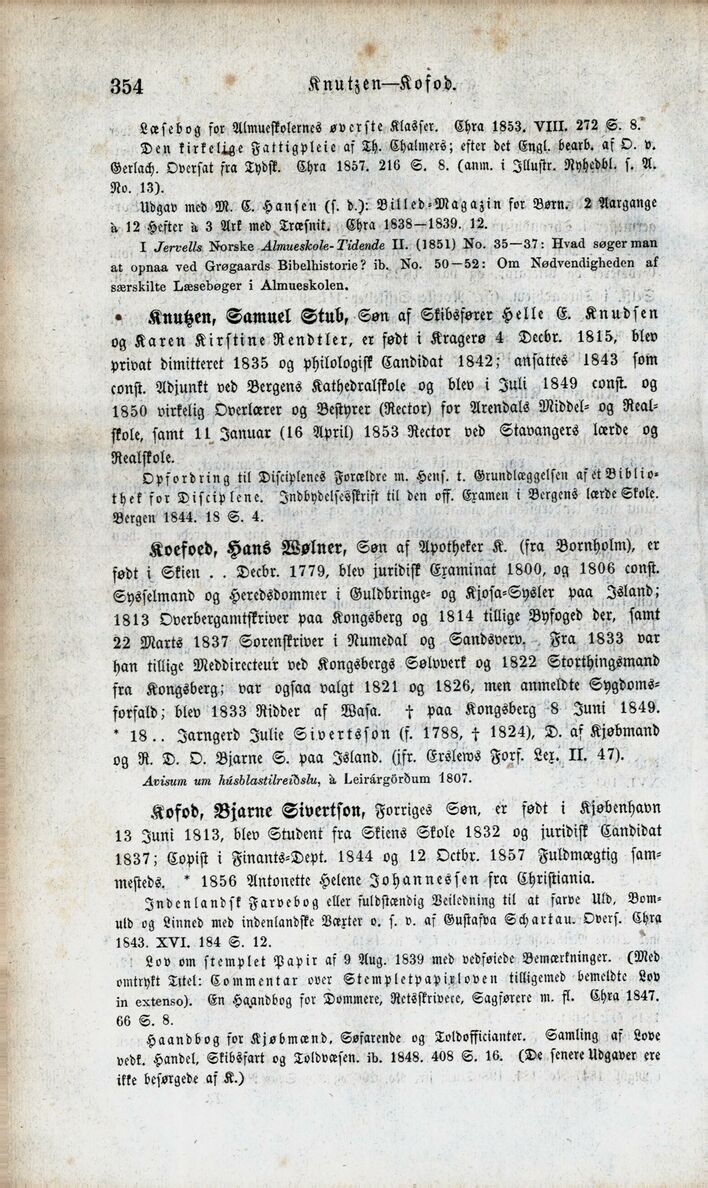 354 Knutzen—Kofod.
Læsebog for Almueskolernes øverste Klasser. Chra 1853. VIII. 272 S. 8.
Den kirkelige Fattigpleie af Th. Chalmers; efter det Engl. bearb. af O. v.
Gerlach. Oversat fra Tydsk. Chra 1857. 216 S. 8. (anm. i Illustr. Nyhedbl. s. A.
No. 13).
Udgav med M. C. Hansen (s. d.): Billed-Magazin for Børn. 2 Aargange
à 12 Hefter à 3 Ark med Træsnit. Chra 1838—1839. 12.
I Jervells Norske Almueskole-Tidende II. (1851) No. 35—37: Hvad søger man
at opnaa ved Grøgaards Bibelhistorie? ib. No. 50—52: Om Nødvendigheden af
særskilte Læsebøger i Almueskolen.
Knutzen, Samuel Stub, Søn af Skibsfører Helle C. Knudsen
og Karen Kirstine Rendtler, er født i Kragerø 4 Decbr. 1815, blev
privat dimitteret 1835 og philologisk Candidat 1842; ansattes 1843 som
const. Adjunkt ved Bergens Kathedralskole og blev i Juli 1849 const. og
1850 virkelig Overlærer og Bestyrer (Rector) for Arendals Middel- og Real-
skole, samt 11 Januar (16 April) 1853 Rector ved Stavangers lærde og
Realskole.
Opfordring til Disciplenes Forældre m. Hens. t. Grundlæggelsen af ét Biblio-
thek for Disciplene. Indbydelsesskrift til den off. Examen i Bergens lærde Skole.
Bergen 1844. 18 S. 4.
Koefoed, Hans Wølner, Søn af Apotheker K. (fra Bornholm), er
født i Skien . . Decbr. 1779, blev juridisk Examinat 1800, og 1806 const.
Sysselmand og Heredsdommer i Guldbringe- og Kjosa-Sysler paa Island;
1813 Overbergamtskriver paa Kongsberg og 1814 tillige Byfoged der, samt
22 Marts 1837 Sorenskriver i Numedal og Sandsverv. Fra 1833 var
han tillige Meddirecteur ved Kongsbergs Sølvverk og 1822 Storthingsmand
fra Kongsberg; var ogsaa valgt 1821 og 1826, men anmeldte Sygdoms-
forfald; blev 1833 Ridder af Wasa. † paa Kongsberg 8 Juni 1849.
* 18 . . Jarngerd Julie Sivertsson (f. 1788, † 1824), D. af Kjøbmand
og R. D. O. Bjarne S. paa Island. (jfr. Erslews Forf. Lex. II. 47).
Avisum um húsblastilreiðslu, à Leirárgörðum 1807.
Kofod, Bjarne Sivertson, Forriges Søn, er født i Kjøbenhavn
13 Juni 1813, blev Student fra Skiens Skole 1832 og juridisk Candidat
1837; Copist i Finants-Dept. 1844 og 12 Octbr. 1857 Fuldmægtig sam-
mesteds. * 1856 Antonette Helene Johannessen fra Christiania.
Indenlandsk Farvebog eller fuldstændig Veiledning til at farve Uld, Bom-
uld og Linned med indenlandske Væxter o. s. v. af Gustafva Schartau. Overs. Chra
1843. XVI. 184 S. 12.
Lov om stemplet Papir af 9 Aug. 1839 med vedføiede Bemærkninger. (Med
omtrykt Titel: Commentar over Stempletpapirloven tilligemed bemeldte Lov
in extenso). En Haandbog for Dommere, Retsskrivere, Sagførere m. fl. Chra 1847.
66 S. 8.
Haandbog for Kjøbmænd, Søfarende og Toldofficianter. Samling af Love
vedk. Handel, Skibsfart og Toldvæsen. ib. 1848. 408 S. 16. (De senere Udgaver ere
ikke besørgede af K.)